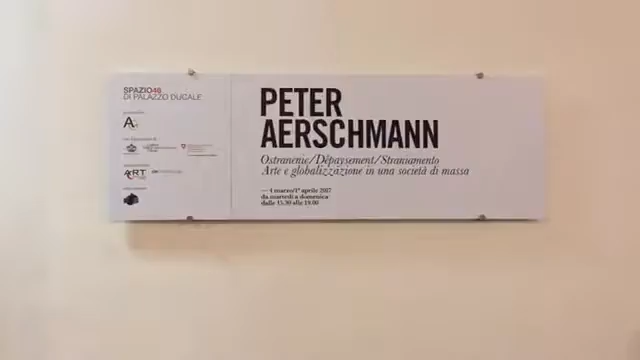 SPAZIO46
DI PALAZZO DUCALE
PETER
AERSCHMANN
Ostranenie/Dépaysement/Straniamento
Arte e globalizzazione in una società di massa
— 4 marzo/1° aprile 2017
da martedì a domenica
dalle 15.30 alle 19.00